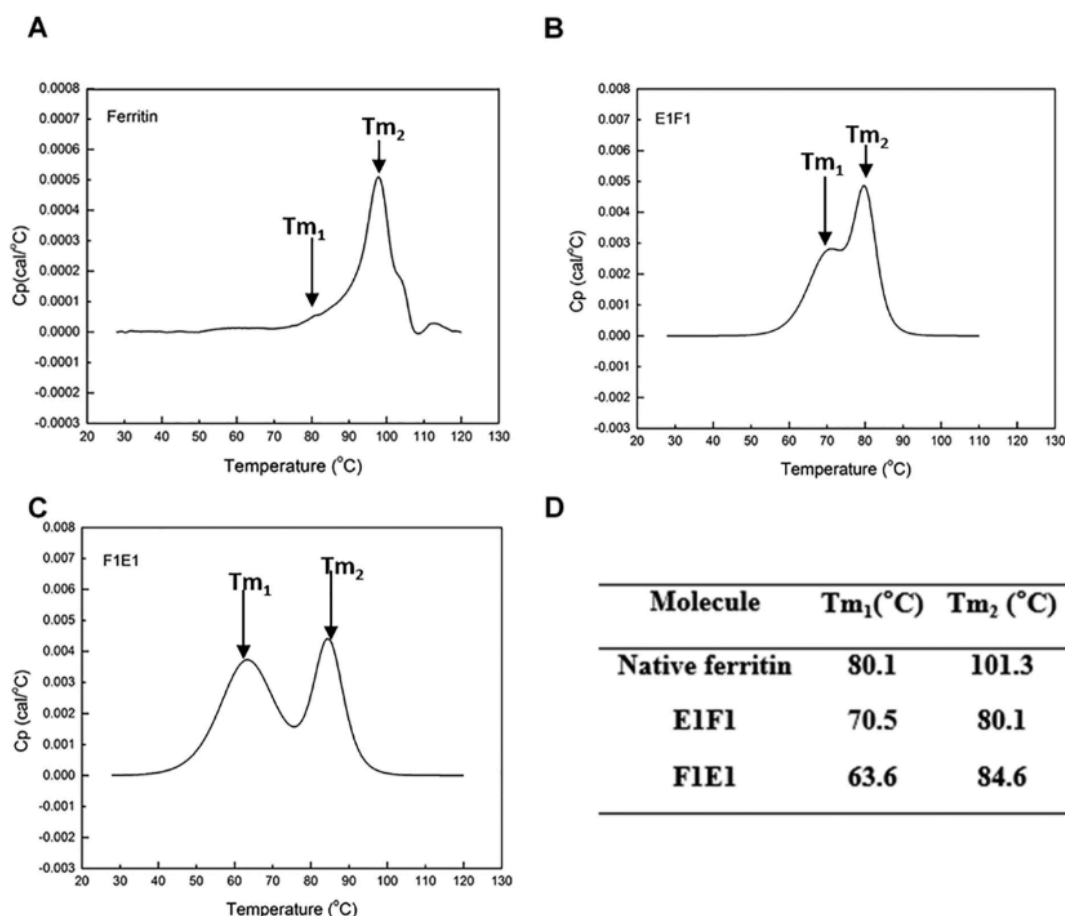 A
Ferritin
Tm₁
Tm₂
Cp(cal/°C)
0.0008
0.0007
0.0006
0.0005
0.0004
0.0003
0.0002
0.0001
0.0000
-0.0001
-0.0002
-0.0003
20 30 40 50 60 70 80 90 100 110 120 130
Temperature (°C)
B
E1F1
Tm₁
Tm₂
Cp (cal/°C)
0.008
0.007
0.006
0.005
0.004
0.003
0.002
0.001
0.000
-0.001
-0.002
-0.003
20 30 40 50 60 70 80 90 100 110 120 130
Temperature (°C)
C
F1E1
Tm₁
Tm₂
Cp (cal/°C)
0.008
0.007
0.006
0.005
0.004
0.003
0.002
0.001
0.000
-0.001
-0.002
-0.003
20 30 40 50 60 70 80 90 100 110 120 130
Temperature (°C)
D
Molecule Tm₁(°C) Tm₂ (°C)
Native ferritin 80.1 101.3
E1F1 70.5 80.1
F1E1 63.6 84.6